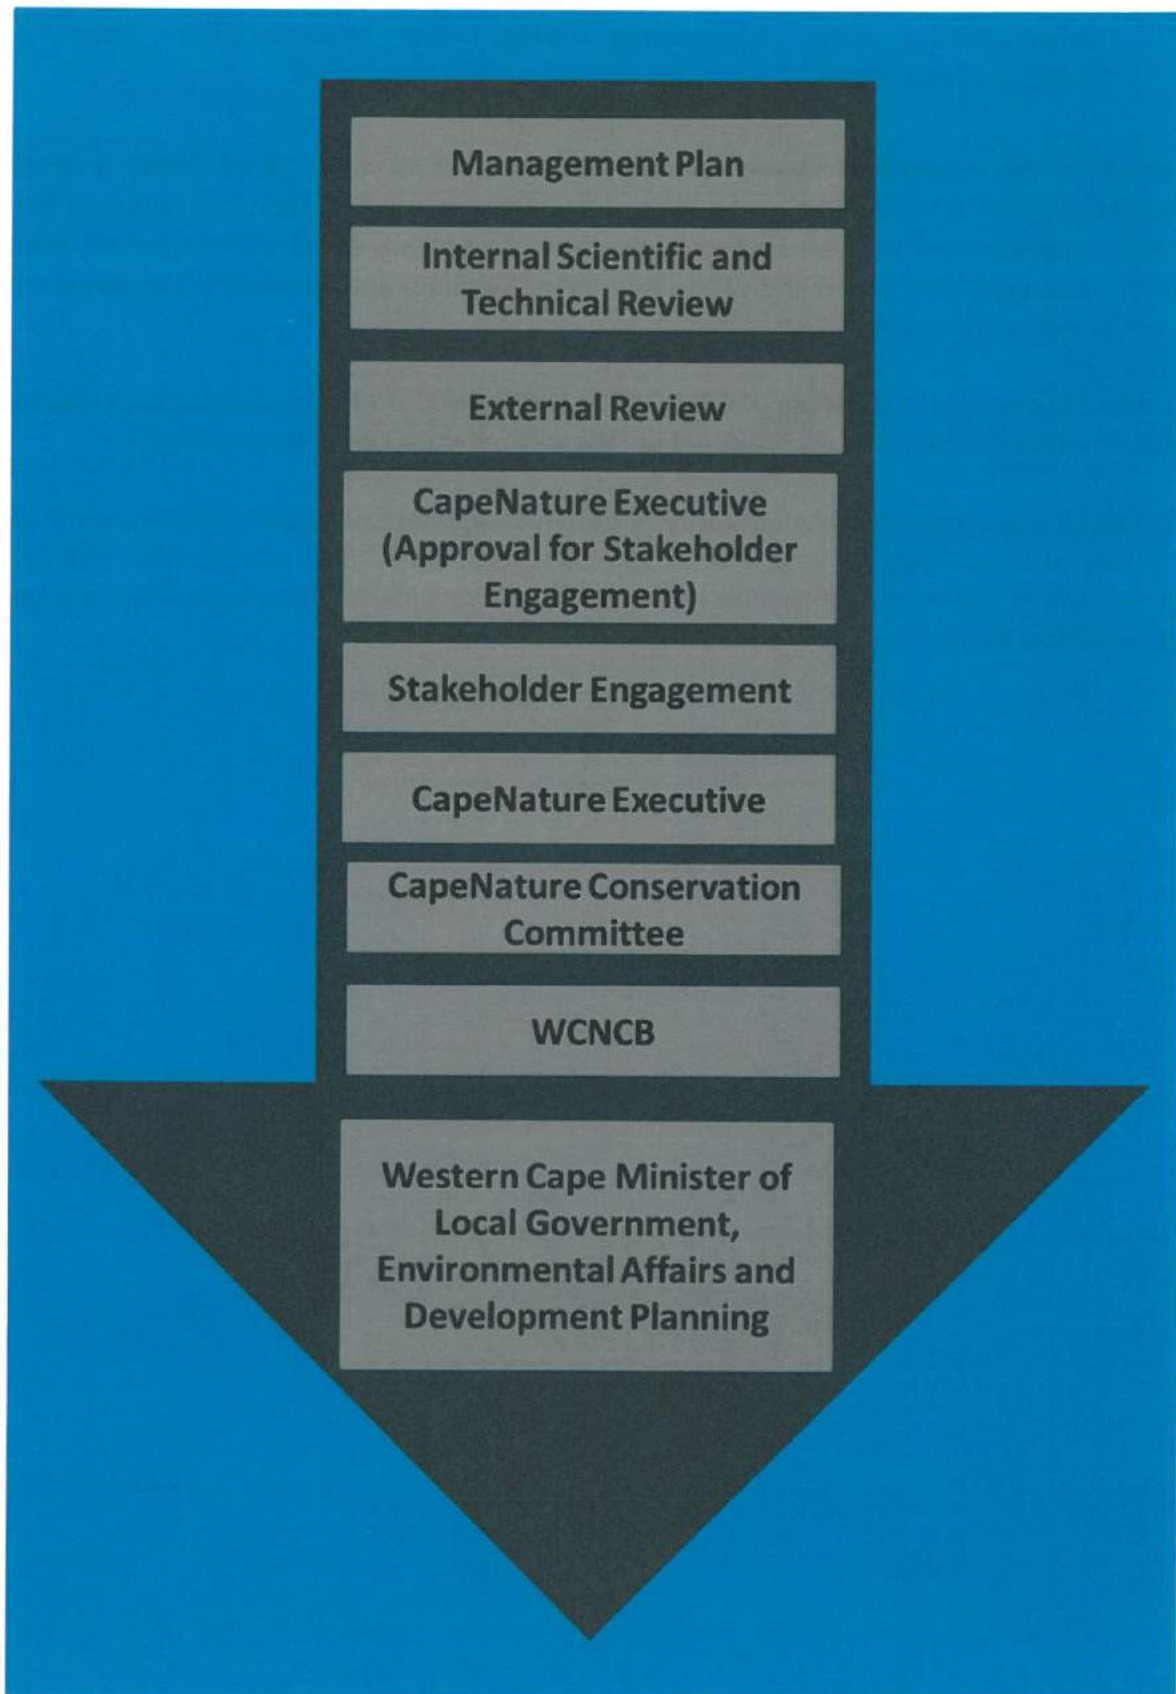 Management Plan
Internal Scientific and
Technical Review
External Review
CapeNature Executive
(Approval for Stakeholder
Engagement)
Stakeholder Engagement
CapeNature Executive
CapeNature Conservation
Committee
WCNCB
Western Cape Minister of
Local Government,
Environmental Affairs and
Development Planning